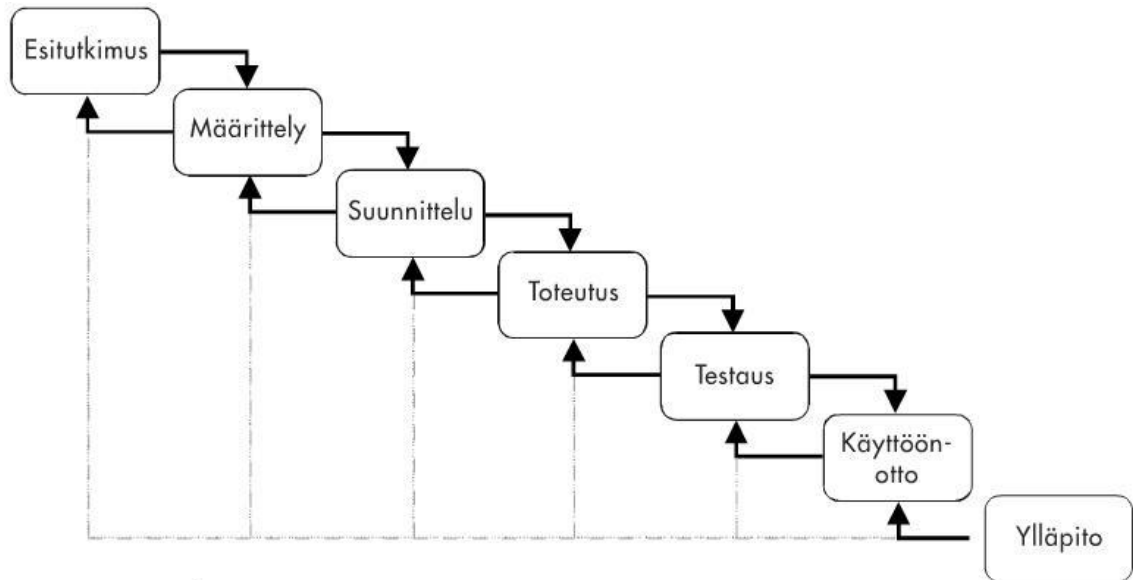 Esitutkimus
Määrittely
Suunnittelu
Toteutus
Testaus
Käyttöön-
otto
Ylläpito